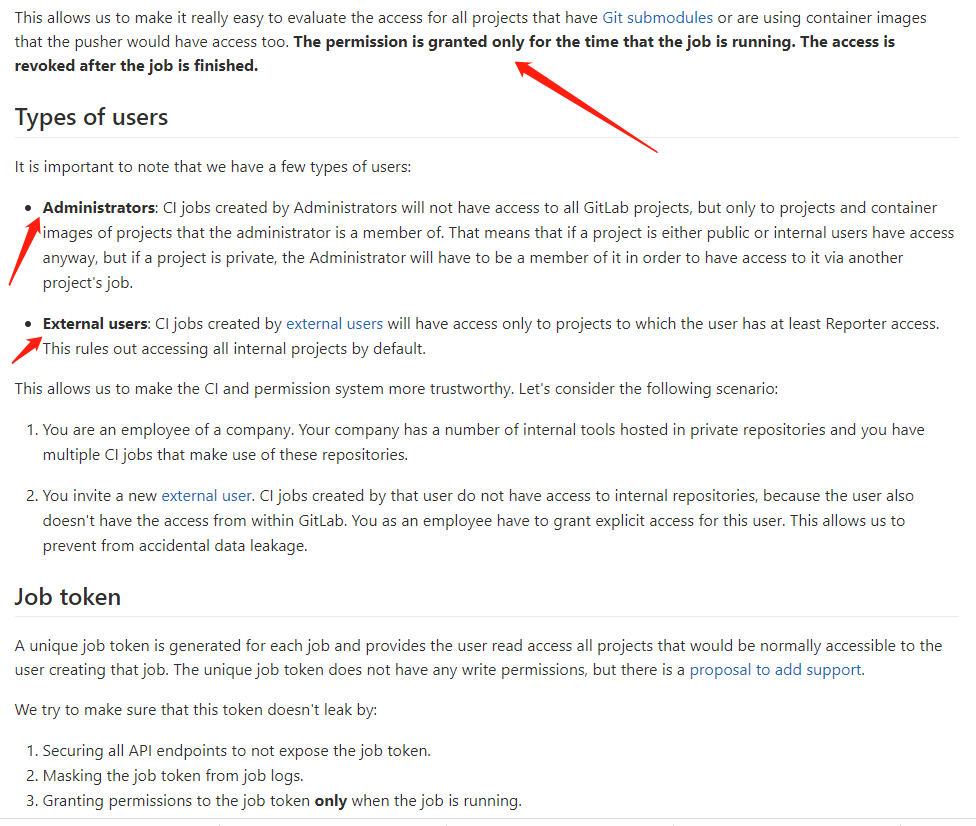 This allows us to make it really easy to evaluate the access for all projects that have Git submodules or are using container images
that the pusher would have access too. The permission is granted only for the time that the job is running. The access is
revoked after the job is finished.
Types of users
It is important to note that we have a few types of users:
• Administrators: CI jobs created by Administrators will not have access to all GitLab projects, but only to projects and container
images of projects that the administrator is a member of. That means that if a project is either public or internal users have access
anyway, but if a project is private, the Administrator will have to be a member of it in order to have access to it via another
project's job.
• External users: CI jobs created by external users will have access only to projects to which the user has at least Reporter access.
This rules out accessing all internal projects by default.
This allows us to make the CI and permission system more trustworthy. Let's consider the following scenario:
1. You are an employee of a company. Your company has a number of internal tools hosted in private repositories and you have
multiple CI jobs that make use of these repositories.
2. You invite a new external user. CI jobs created by that user do not have access to internal repositories, because the user also
doesn't have the access from within GitLab. You as an employee have to grant explicit access for this user. This allows us to
prevent from accidental data leakage.
Job token
A unique job token is generated for each job and provides the user read access all projects that would be normally accessible to the
user creating that job. The unique job token does not have any write permissions, but there is a proposal to add support.
We try to make sure that this token doesn't leak by:
1. Securing all API endpoints to not expose the job token.
2. Masking the job token from job logs.
3. Granting permissions to the job token only when the job is running.